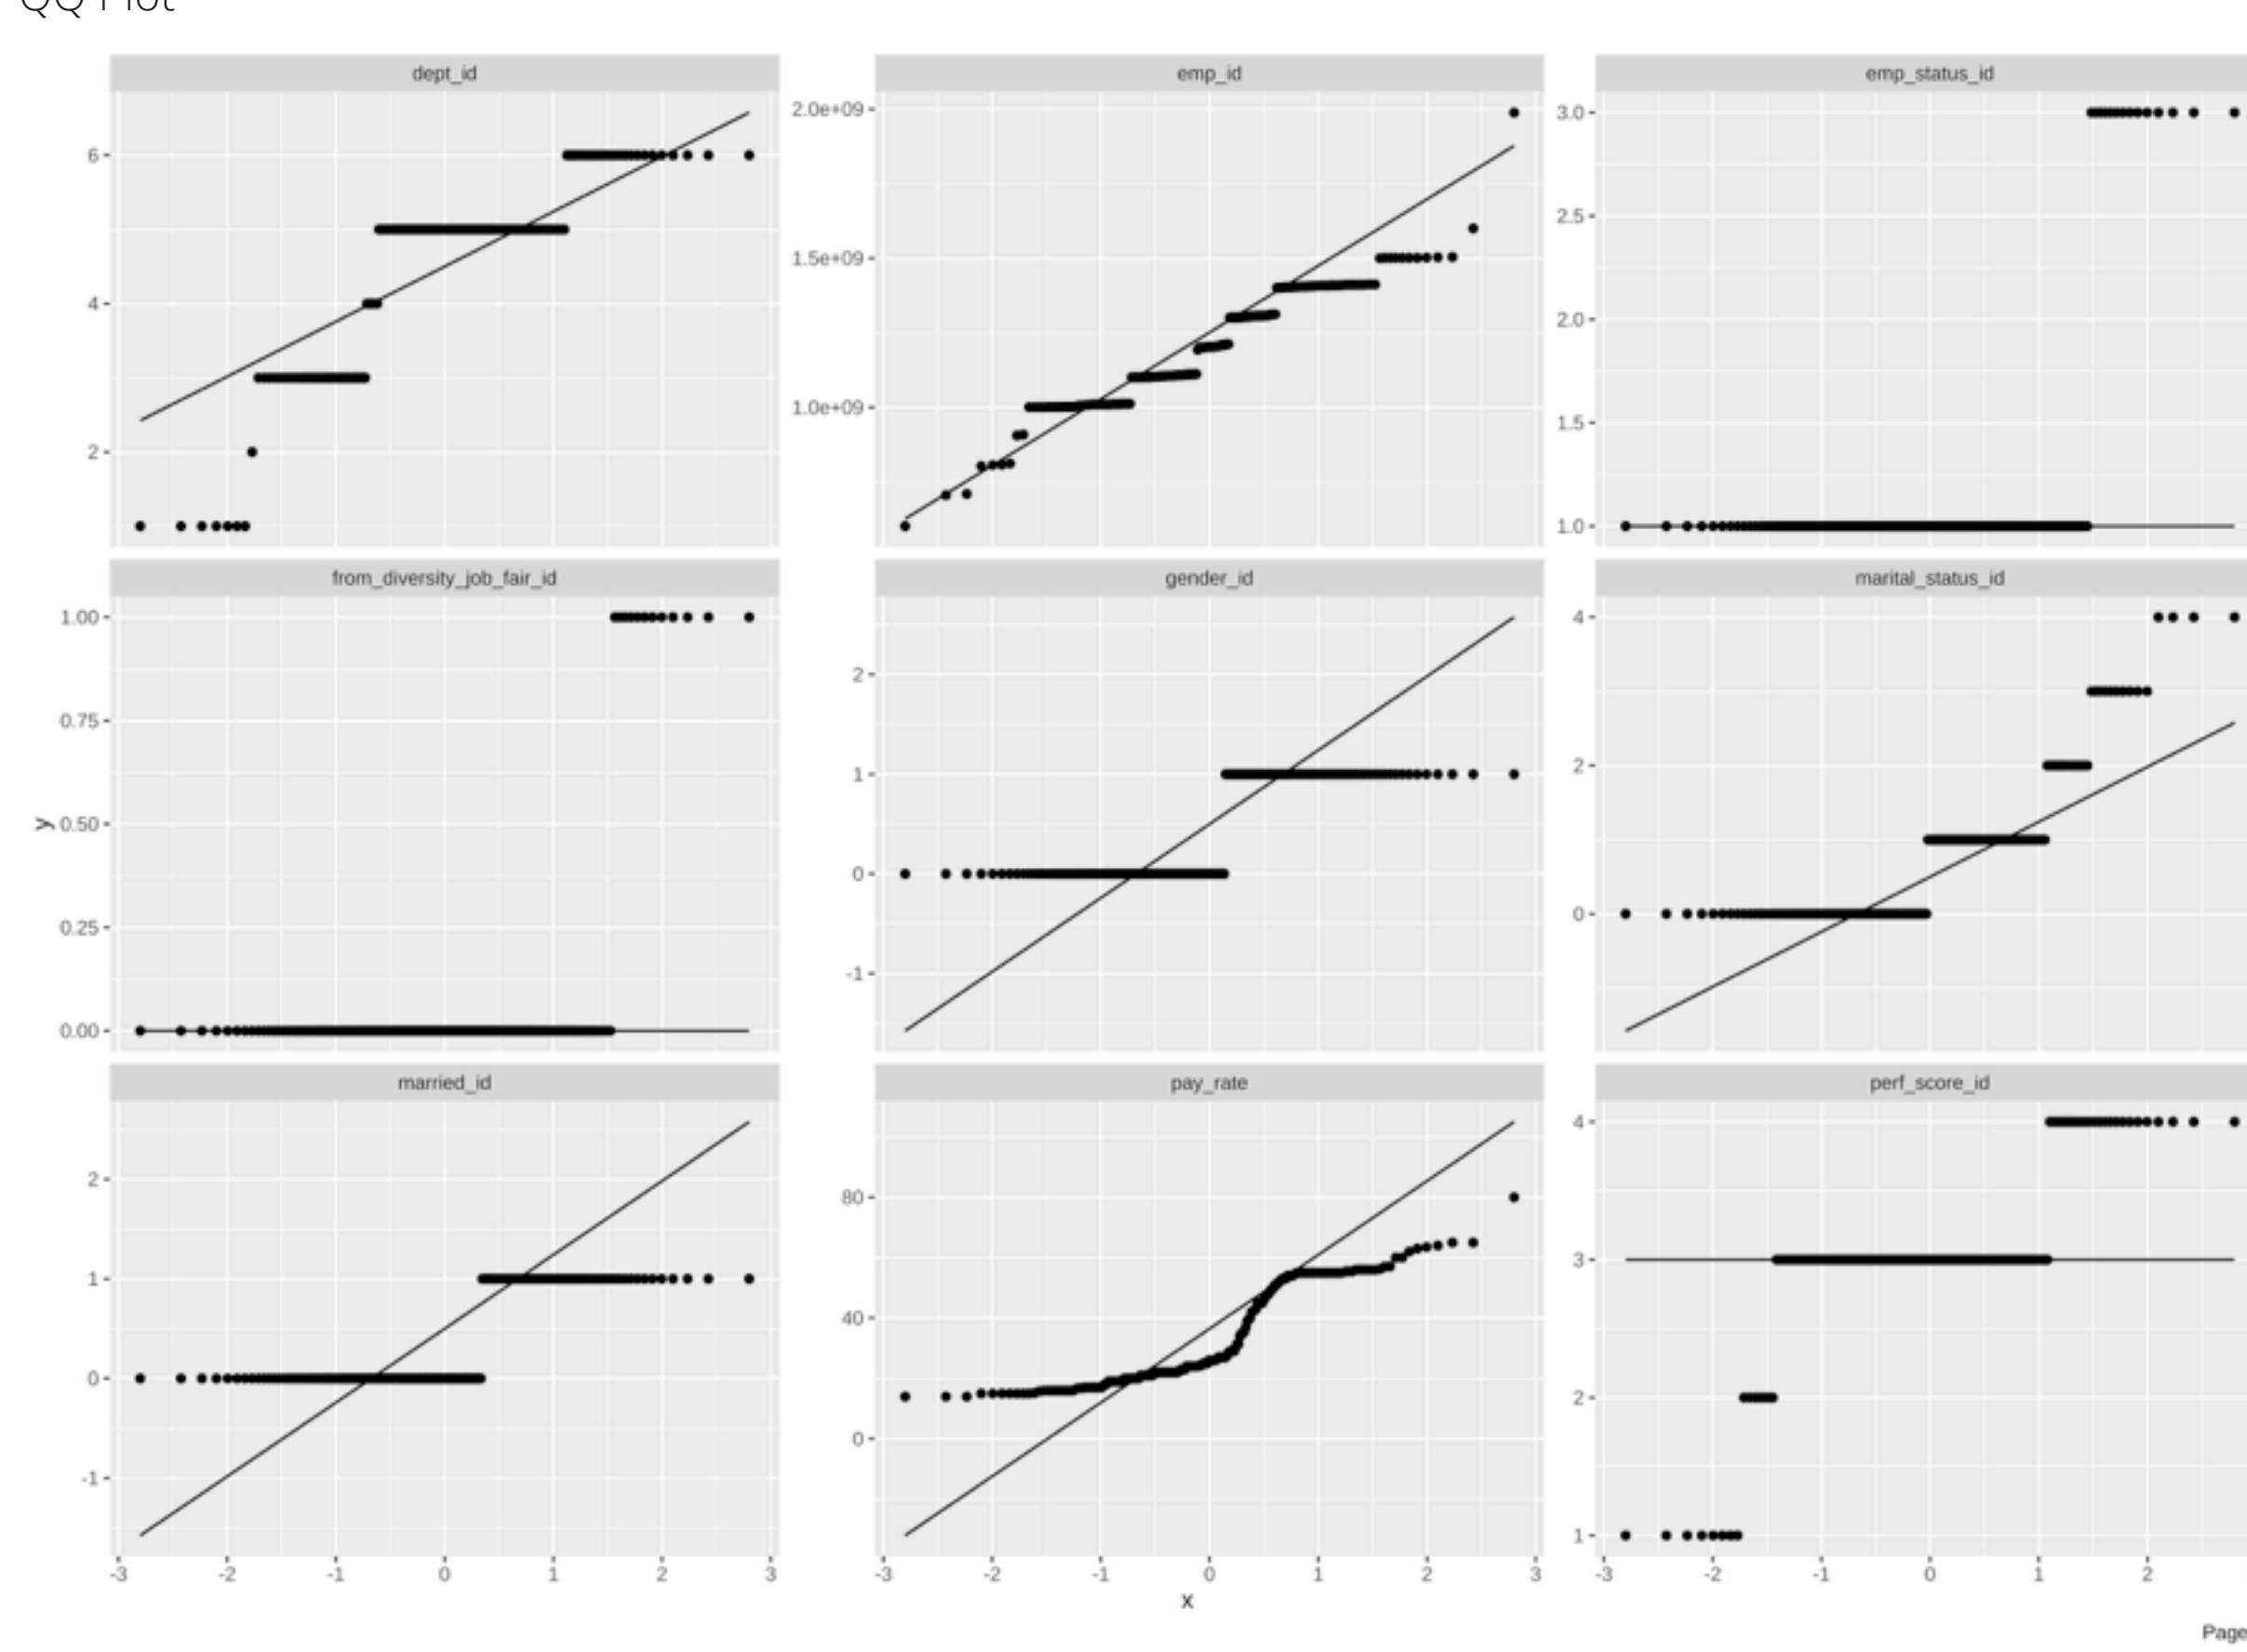 QQ Plot
dept_id
emp_id
emp_status_id
6
4
2
2.0e+09
1.5e+09
1.0e+09
3.0
2.5
2.0
1.5
1.0
from_diversity_job_fair_id
gender_id
marital_status_id
y
1.00
0.75
0.50
0.25
0.00
2
1
0
-1
4
2
0
married_id
pay_rate
perf_score_id
2
1
0
-1
80
40
0
4
3
2
1
-3 -2 -1 0 1 2 3
-3 -2 -1 0 1 2 3
-3 -2 -1 0 1 2
x
Page